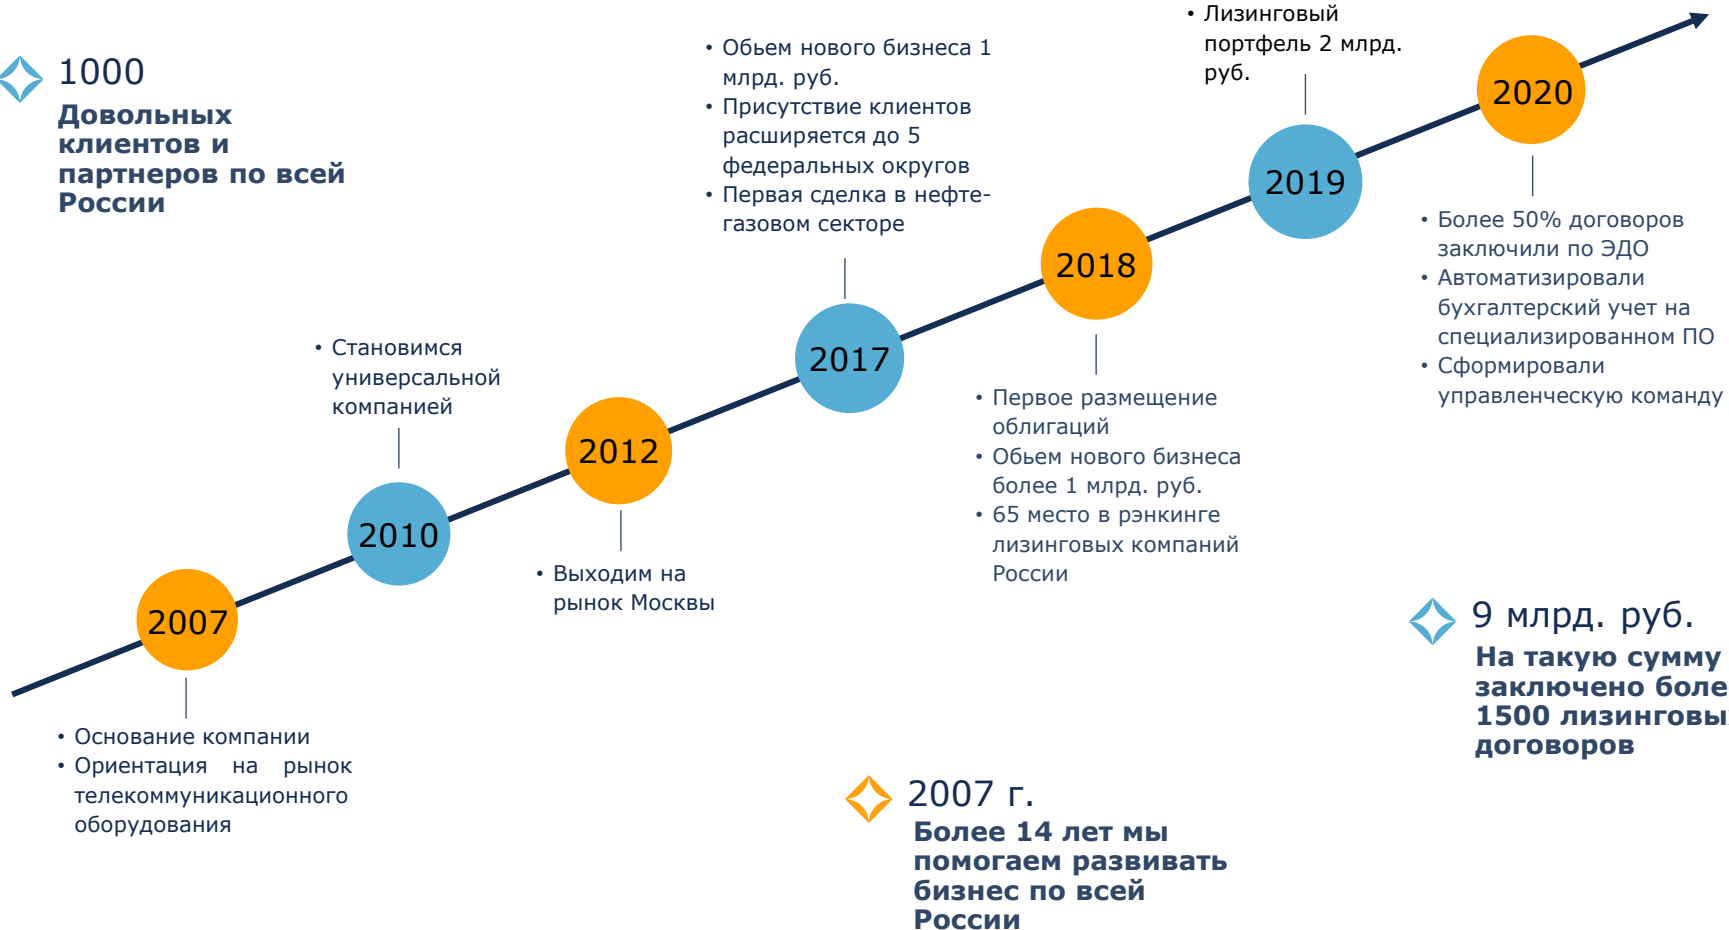 1000
Довольных
клиентов и
партнеров по всей
России
2007
• Основание компании
• Ориентация на рынок
телекоммуникационного
оборудования
• Становимся
универсальной
компанией
2010
2012
• Выходим на
рынок Москвы
• Обьем нового бизнеса 1
млрд. руб.
• Присутствие клиентов
расширяется до 5
федеральных округов
• Первая сделка в нефте-
газовом секторе
2017
2018
• Первое размещение
облигаций
• Обьем нового бизнеса
более 1 млрд. руб.
• 65 место в рэнкинге
лизинговых компаний
России
• Лизинговый
портфель 2 млрд.
руб.
2019
2020
• Более 50% договоров
заключили по ЭДО
• Автоматизировали
бухгалтерский учет на
специализированном ПО
• Сформировали
управленческую команду
9 млрд. руб.
На такую сумму
заключено боле
1500 лизинговы
договоров
2007 г.
Более 14 лет мы
помогаем развивать
бизнес по всей
России